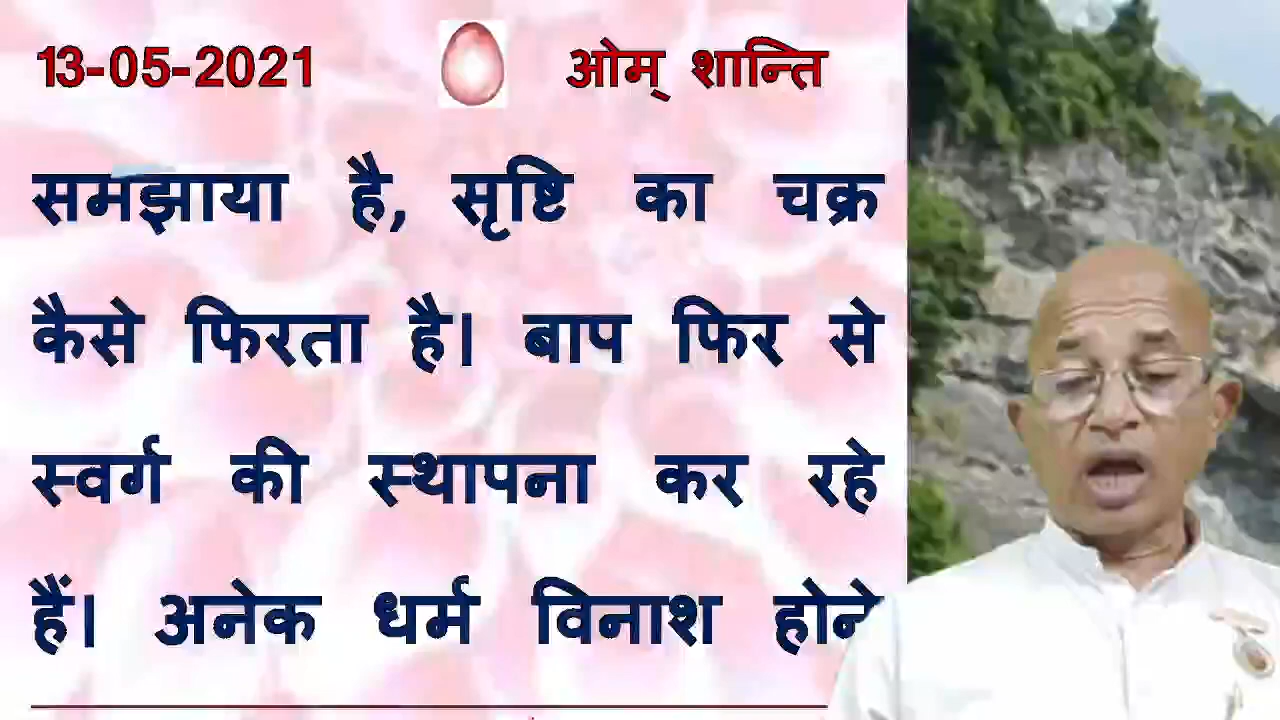 13-05-2021 ओम् शान्ति
समझाया है, सृष्टि का चक्र
कैसे फिरता है। बाप फिर से
स्वर्ग की स्थापना कर रहे
हैं। अनेक धर्म विनाश होने